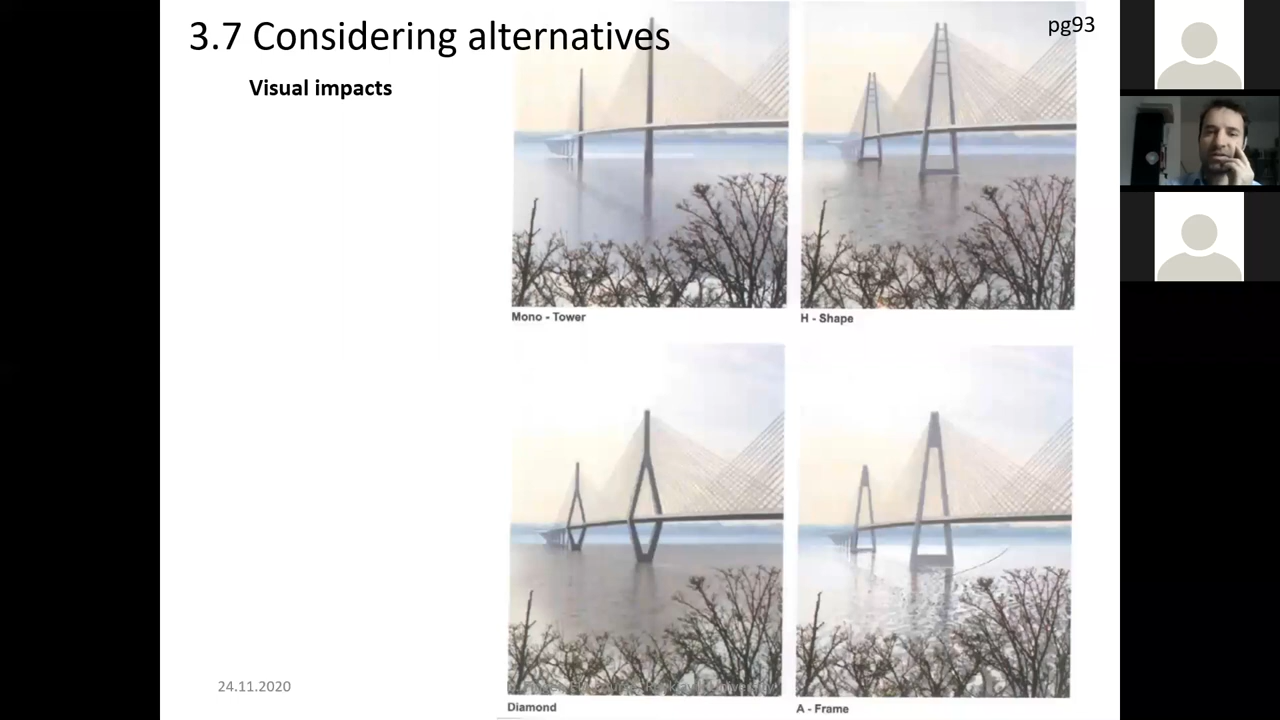 3.7 Considering alternatives
pg93
Visual impacts
Mono - Tower
H - Shape
Diamond
A - Frame
24.11.2020